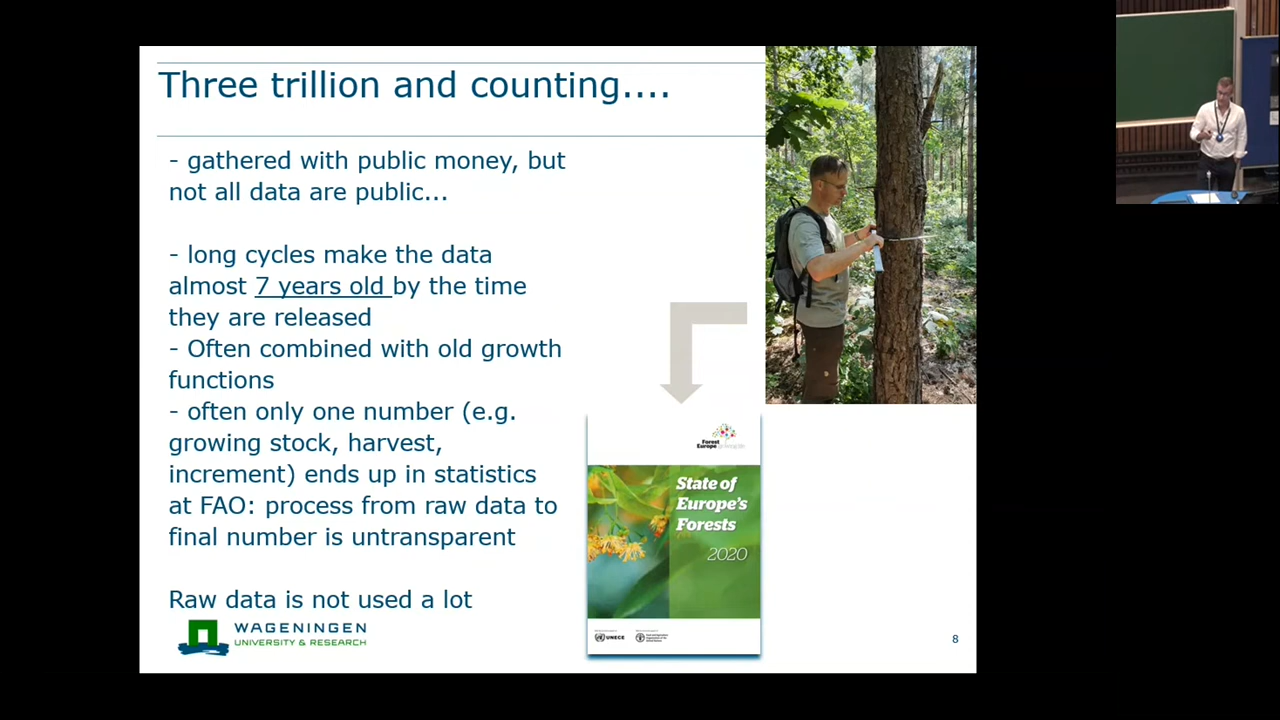 Three trillion and counting....
- gathered with public money, but
not all data are public...
- long cycles make the data
almost 7 years old by the time
they are released
- Often combined with old growth
functions
- often only one number (e.g.
growing stock, harvest,
increment) ends up in statistics
at FAO: process from raw data to
final number is untransparent
Raw data is not used a lot
WAGENINGEN
UNIVERSITY & RESEARCH
Forest
Europe
State of
Europe's
Forests
2020
UNECE
8